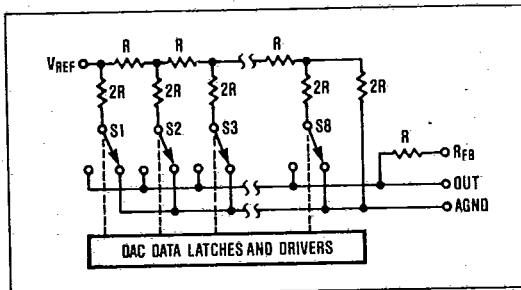 R R R
VREF
2R 2R 2R 2R 2R
S1 S2 S3 S8
R RFB
OUT
AGND
DAC DATA LATCHES AND DRIVERS